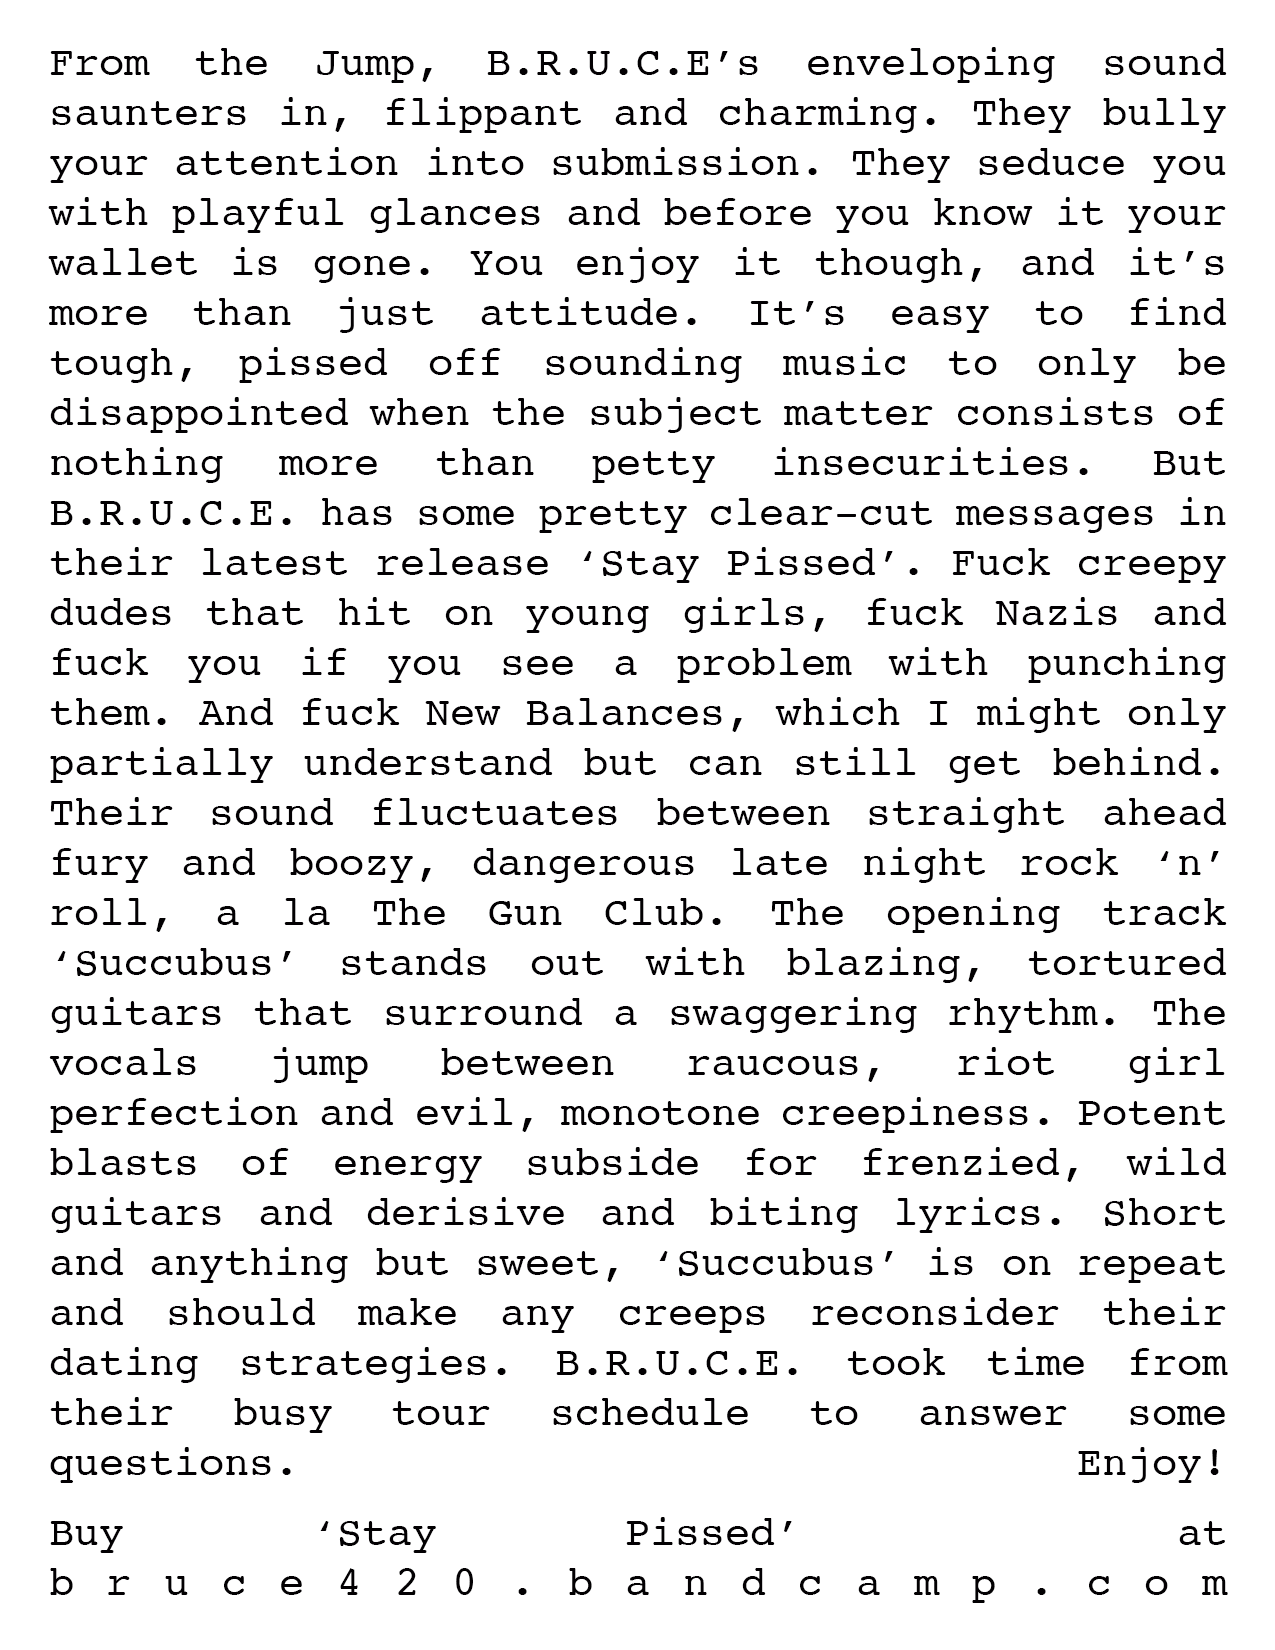 From the Jump, B.R.U.C.E’s enveloping sound
saunters in, flippant and charming. They bully
your attention into submission. They seduce you
with playful glances and before you know it your
wallet is gone. You enjoy it though, and it’s
more than just attitude. It’s easy to find
tough, pissed off sounding music to only be
disappointed when the subject matter consists of
nothing more than petty insecurities. But
B.R.U.C.E. has some pretty clear-cut messages in
their latest release ‘Stay Pissed’. Fuck creepy
dudes that hit on young girls, fuck Nazis and
fuck you if you see a problem with punching
them. And fuck New Balances, which I might only
partially understand but can still get behind.
Their sound fluctuates between straight ahead
fury and boozy, dangerous late night rock ‘n’
roll, a la The Gun Club. The opening track
‘Succubus’ stands out with blazing, tortured
guitars that surround a swaggering rhythm. The
vocals jump between raucous, riot girl
perfection and evil, monotone creepiness. Potent
blasts of energy subside for frenzied, wild
guitars and derisive and biting lyrics. Short
and anything but sweet, ‘Succubus’ is on repeat
and should make any creeps reconsider their
dating strategies. B.R.U.C.E. took time from
their busy tour schedule to answer some
questions. Enjoy!
Buy ‘Stay Pissed’ at
bruce420.bandcamp.com